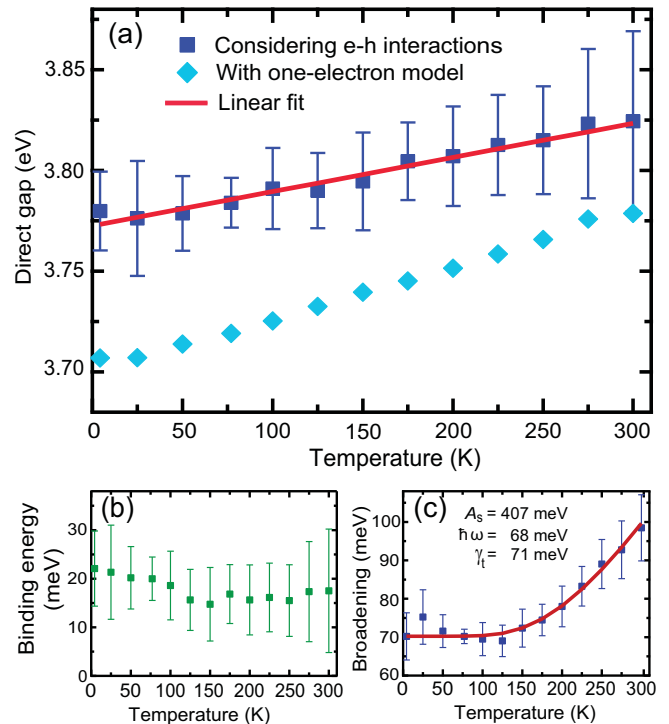 (a)
Considering e-h interactions
With one-electron model
Linear fit
Direct gap (eV)
3.85
3.80
3.75
3.70
0 50 100 150 200 250 300
Temperature (K)
(b)
Binding energy
(meV)
40
30
20
10
0
0 50 100 150 200 250 300
Temperature (K)
(c)
Aₛ = 407 meV
ħω = 68 meV
γₜ = 71 meV
Broadening (meV)
100
90
80
70
60
0 50 100 150 200 250 300
Temperature (K)